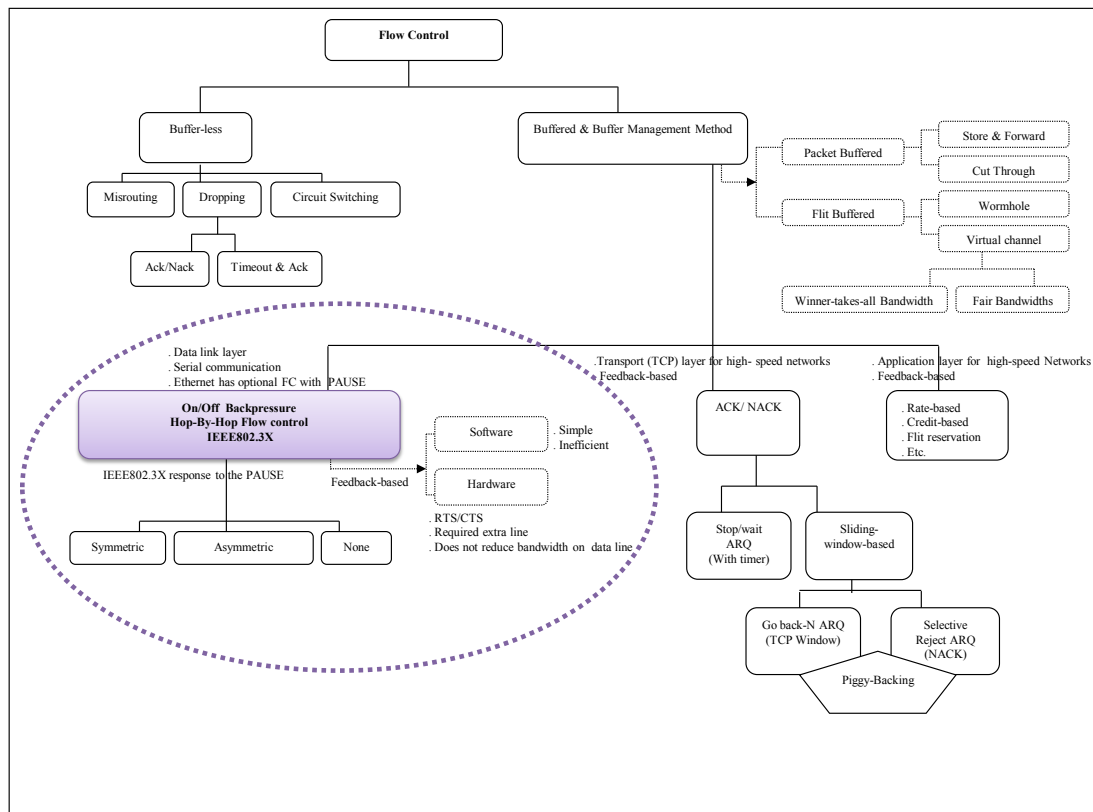 Flow Control
Buffer-less
Buffered & Buffer Management Method
Misrouting
Dropping
Circuit Switching
Ack/Nack
Timeout & Ack
Packet Buffered
Store & Forward
Cut Through
Flit Buffered
Wormhole
Virtual channel
Winner-takes-all Bandwidth
Fair Bandwidths
. Data link layer
. Serial communication
. Ethernet has optional FC with PAUSE
On/Off Backpressure
Hop-By-Hop Flow control
IEEE802.3X
IEEE802.3X response to the PAUSE
Feedback-based
Software
. Simple
. Inefficient
Hardware
. RTS/CTS
. Required extra line
. Does not reduce bandwidth on data line
Symmetric
Asymmetric
None
.Transport (TCP) layer for high- speed networks
. Feedback-based
ACK/ NACK
Stop/wait
ARQ
(With timer)
Sliding-
window-based
Go back-N ARQ
(TCP Window)
Selective
Reject ARQ
(NACK)
Piggy-Backing
. Application layer for high-speed Networks
. Feedback-based
. Rate-based
. Credit-based
. Flit reservation
. Etc.